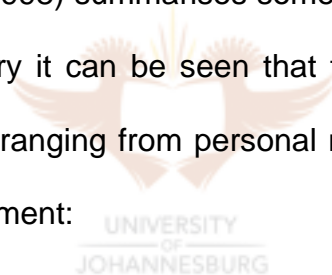 summarises some
ry it can be seen that
ranging from personal
ment:
UNIVERSITY
OF
JOHANNESBURG